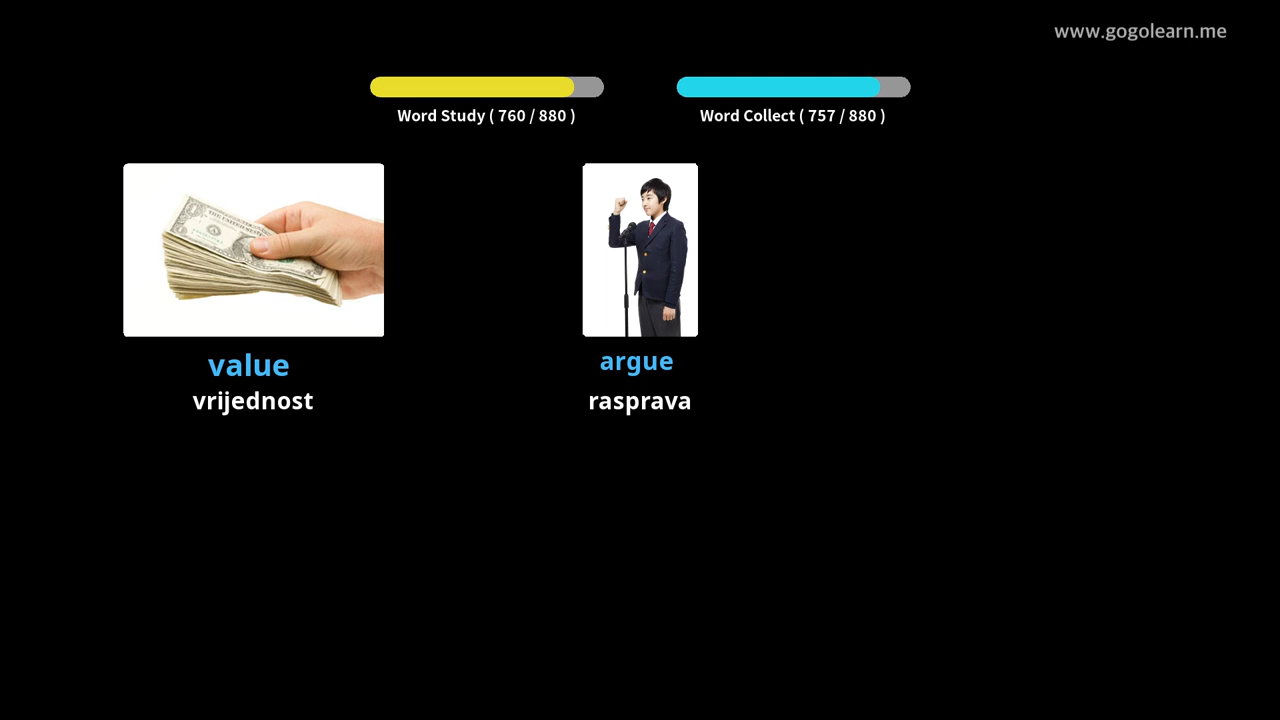 www.gogolearn.me
Word Study ( 760 / 880 )
Word Collect ( 757 / 880 )
value
vrijednost
argue
rasprava